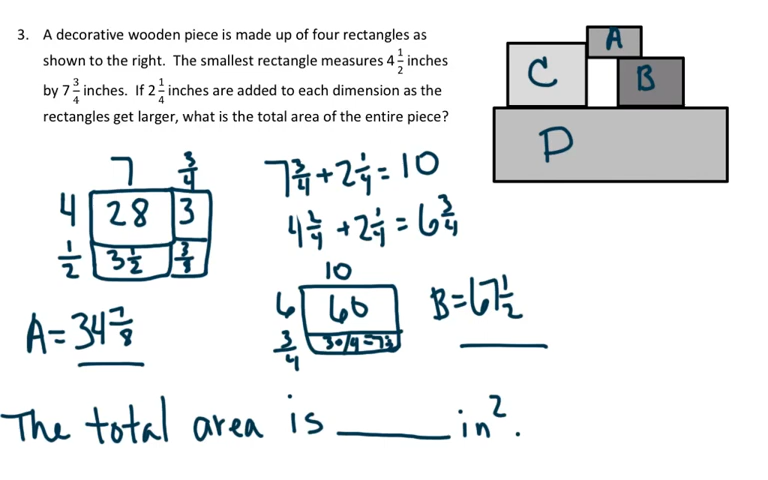 3. A decorative wooden piece is made up of four rectangles as
shown to the right. The smallest rectangle measures 4 1/2 inches
by 7 3/4 inches. If 2 1/4 inches are added to each dimension as the
rectangles get larger, what is the total area of the entire piece?
A
C B
D
7 3/4
4 28 3
1/2 3 1/2 3/8
A = 34 7/8
7 3/4 + 2 1/4 = 10
4 2/4 + 2 1/4 = 6 3/4
10
6 60
3/4 30/4 = 7 1/2
B = 67 1/2
The total area is ____ in².